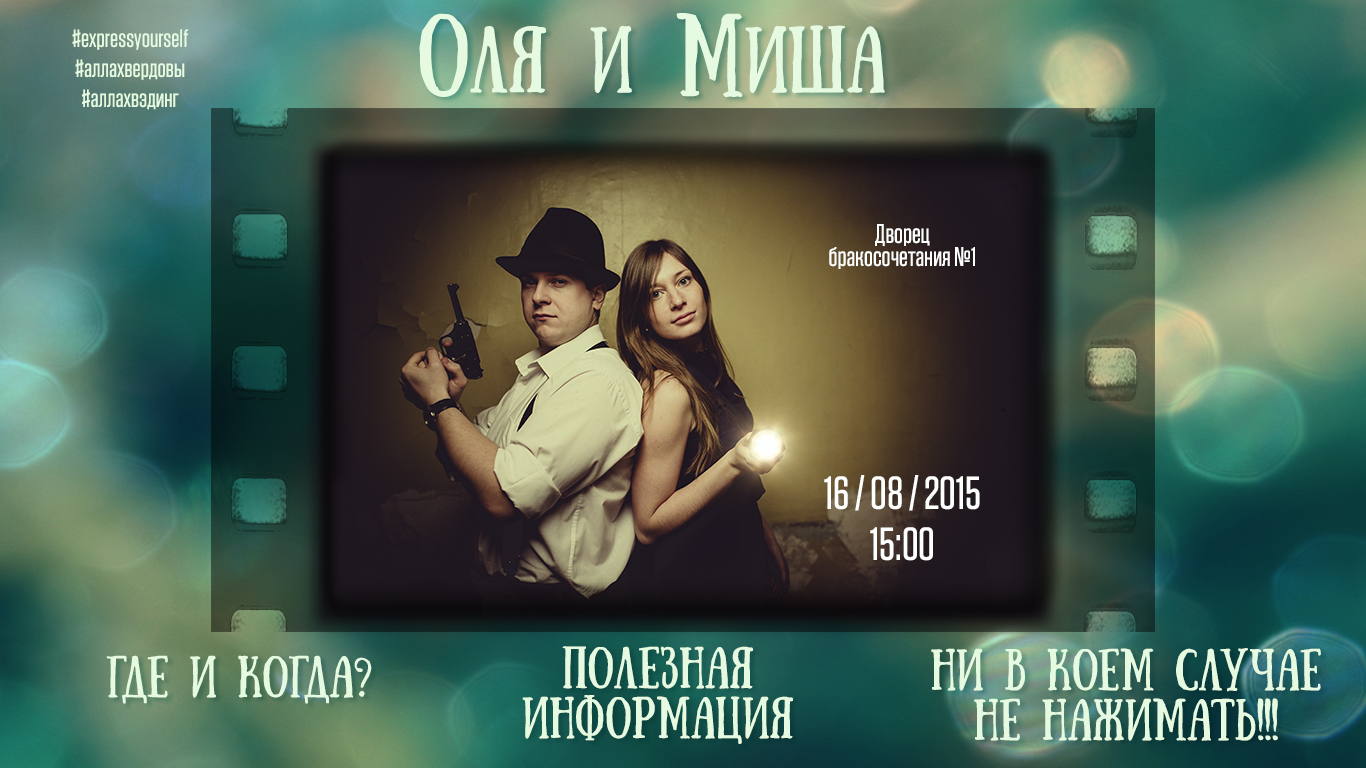 #expressyourself
#аллахвердовы
#аллахвэдинг
Оля и Миша
Дворец
бракосочетания №1
16 / 08 / 2015
15:00
ГДЕ И КОГДА?
ПОЛЕЗНАЯ
ИНФОРМАЦИЯ
НИ В КОЕМ СЛУЧАЕ
НЕ НАЖИМАТЬ!!!